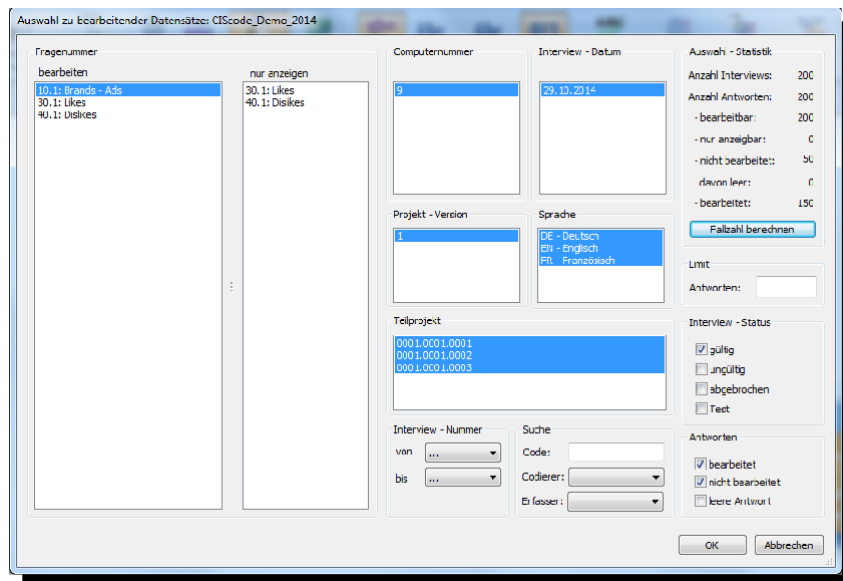 Auswahl zu bearbeitender Datensätze: CIScode_Demo_2014
Fragenummer
bearbeiten
10.1: Brands - Ads
30.1: Likes
40.1: Dislikes
nur anzeigen
30.1: Likes
40.1: Dislikes
Computernummer
9
Interview - Datum
29.10.2014
Projekt - Version
1
Sprache
DE - Deutsch
EN - Englisch
FR - Französisch
Teilprojekt
0001.0001.0001
0001.0001.0002
0001.0001.0003
Interview - Nummer
von ...
bis ...
Suche
Code:
Codierer:
Erfasser:
Auswahl - Statistik
Anzahl Interviews: 200
Anzahl Antworten: 200
- bearbeitbar: 200
- nur anzeigbar: 0
- nicht bearbeitet: 50
davon leer: 0
- bearbeitet: 150
Fallzahl berechnen
Limit
Antworten:
Interview - Status
gültig
ungültig
abgebrochen
Test
Antworten
bearbeitet
nicht bearbeitet
leere Antwort
OK Abbrechen